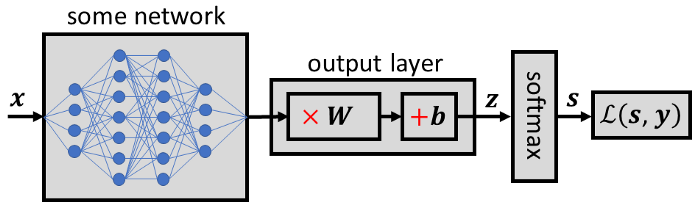 some network
x
output layer
× W
+b
z
softmax
s
ℒ(s, y)